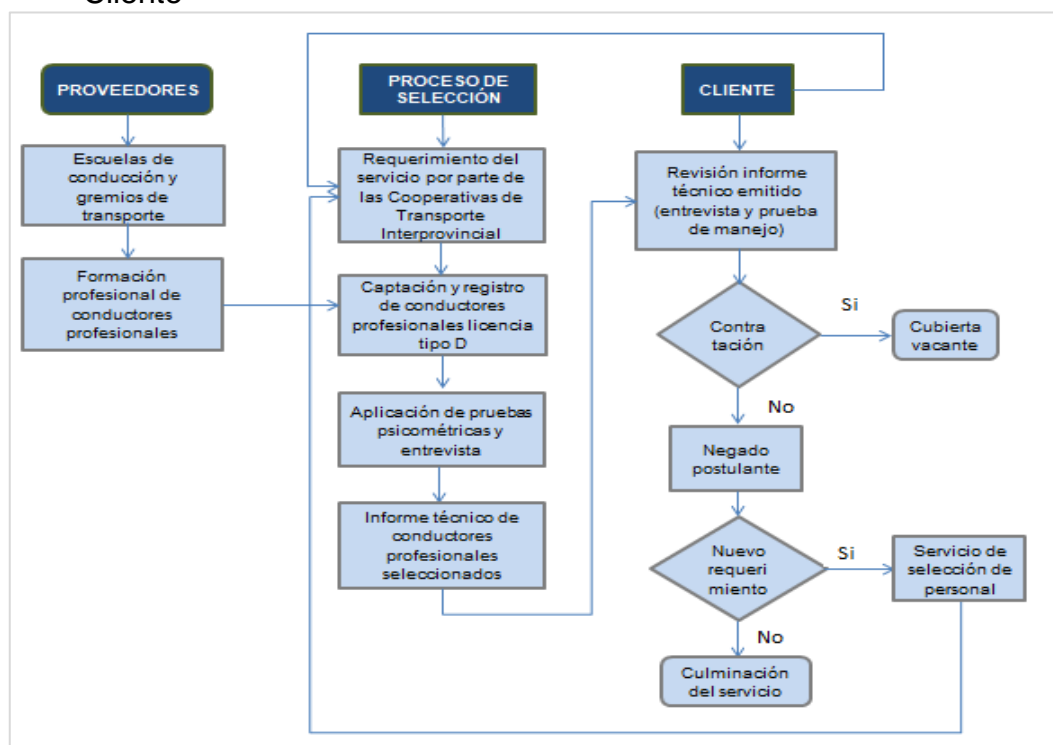 Cliente
PROVEEDORES
Escuelas de
conducción y
gremios de
transporte
Formación
profesional de
conductores
profesionales
PROCESO DE
SELECCIÓN
Requerimiento del
servicio por parte de
las Cooperativas de
Transporte
Interprovincial
Captación y registro
de conductores
profesionales licencia
tipo D
Aplicación de pruebas
psicométricas y
entrevista
Informe técnico de
conductores
profesionales
seleccionados
CLIENTE
Revisión informe
técnico emitido
(entrevista y prueba
de manejo)
Contra
tación
Si
Cubierta
vacante
No
Negado
postulante
Nuevo
requeri
miento
Si
Servicio de
selección de
personal
No
Culminación
del servicio